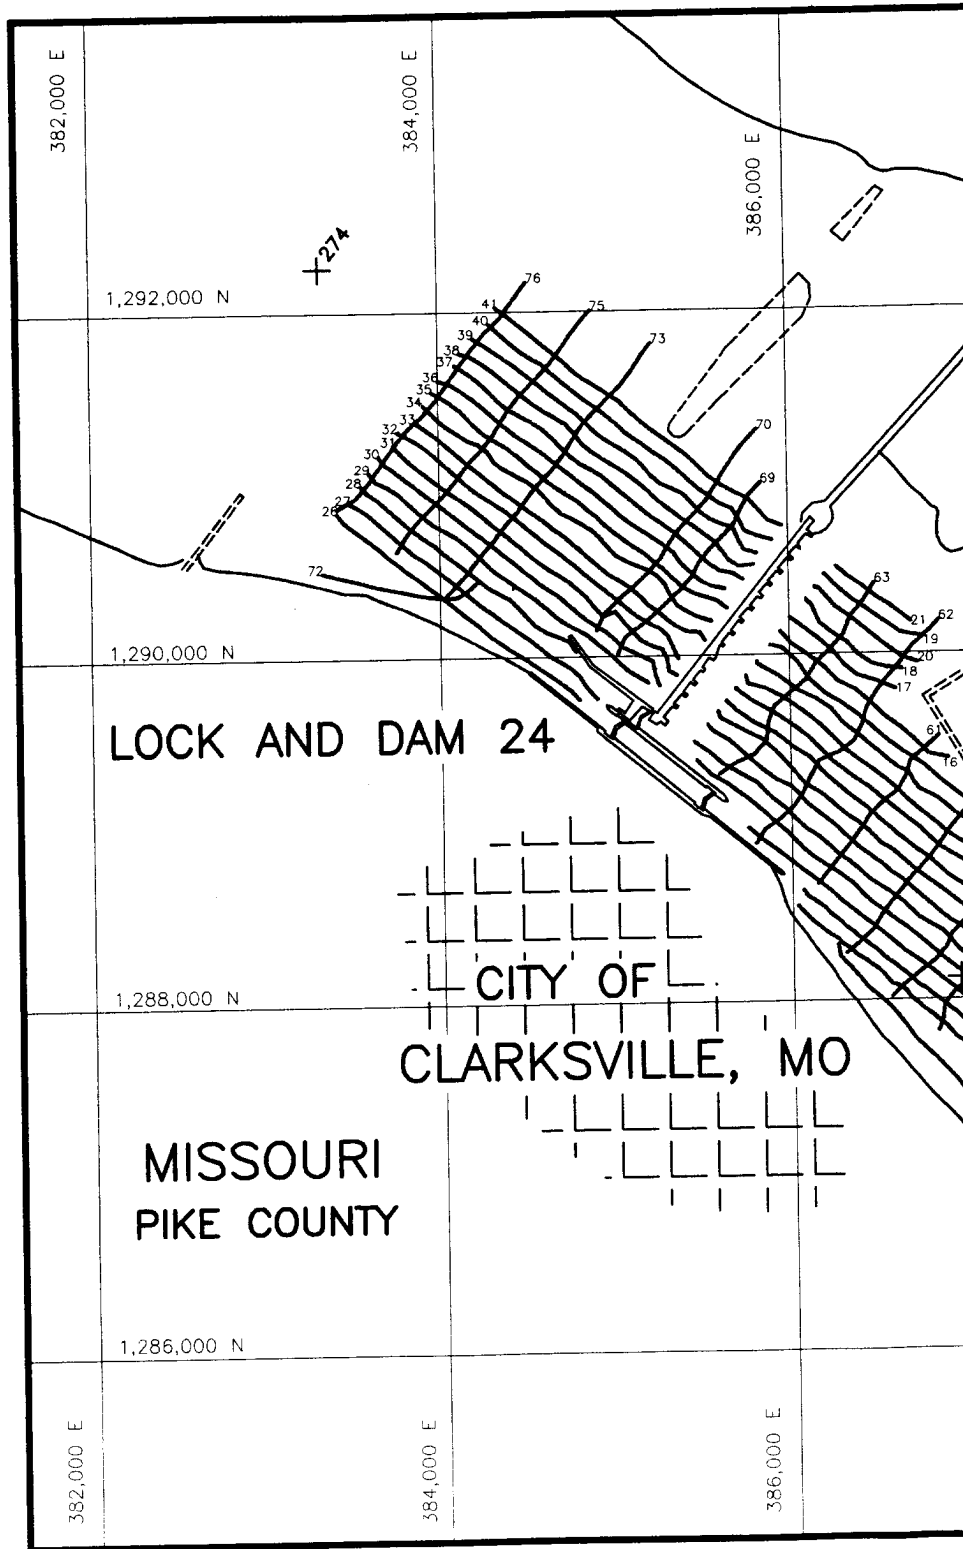 382,000 E
384,000 E
386,000 E
274
1,292,000 N
76
41
75
40
39
73
38
37
36
35
34
33
70
32
31
30
69
29
28
27
26
72
63
21
62
19
20
18
17
1,290,000 N
61
16
LOCK AND DAM 24
CITY OF
1,288,000 N
CLARKSVILLE, MO
MISSOURI
PIKE COUNTY
1,286,000 N
382,000 E
384,000 E
386,000 E